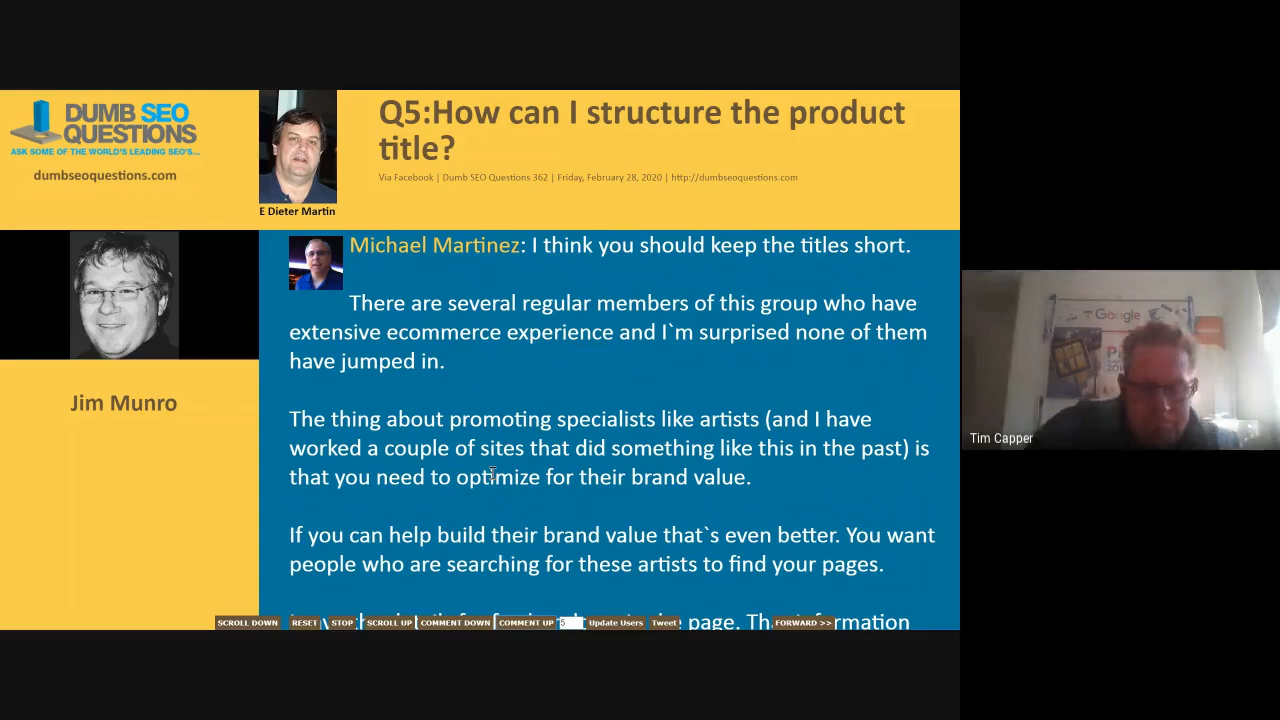 DUMB SEO
QUESTIONS
ASK SOME OF THE WORLD'S LEADING SEO'S...
dumbseoquestions.com
E Dieter Martin
Q5:How can I structure the product
title?
Via Facebook | Dumb SEO Questions 362 | Friday, February 28, 2020 | http://dumbseoquestions.com
Jim Munro
Michael Martinez: I think you should keep the titles short.
There are several regular members of this group who have
extensive ecommerce experience and I`m surprised none of them
have jumped in.
The thing about promoting specialists like artists (and I have
worked a couple of sites that did something like this in the past) is
that you need to optimize for their brand value.
If you can help build their brand value that`s even better. You want
people who are searching for these artists to find your pages.
page.
SCROLL DOWN RESET STOP SCROLL UP COMMENT DOWN COMMENT UP 5 Update Users Tweet FORWARD >>
Google
Tim Capper